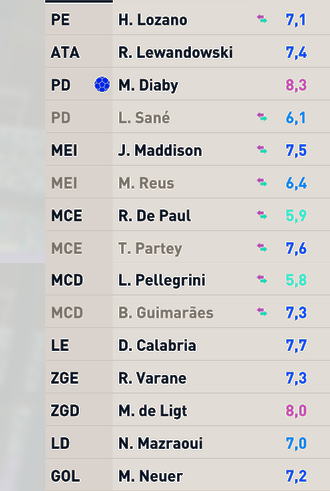 PE H. Lozano 7,1
ATA R. Lewandowski 7,4
PD M. Diaby 8,3
PD L. Sané 6,1
MEI J. Maddison 7,5
MEI M. Reus 6,4
MCE R. De Paul 5,9
MCE T. Partey 7,6
MCD L. Pellegrini 5,8
MCD B. Guimarães 7,3
LE D. Calabria 7,7
ZGE R. Varane 7,3
ZGD M. de Ligt 8,0
LD N. Mazraoui 7,0
GOL M. Neuer 7,2